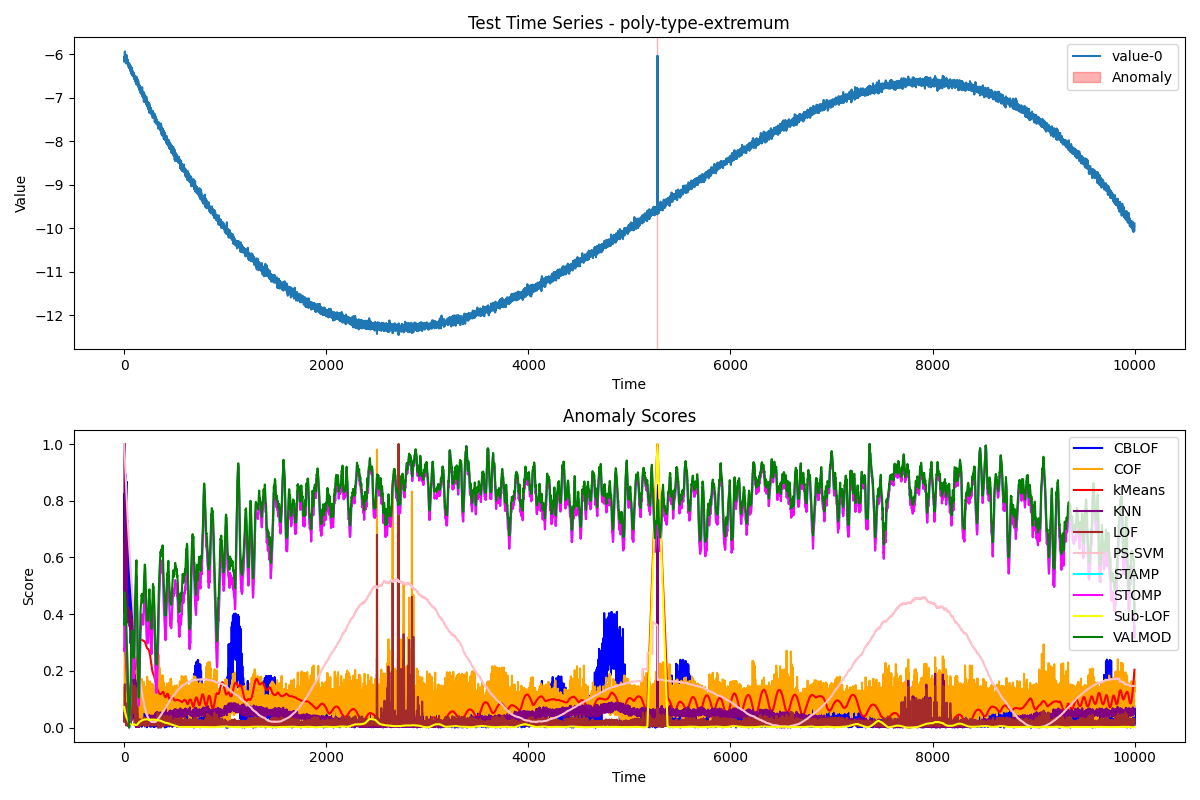 Test Time Series - poly-type-extremum
value-0
Anomaly
Value
−6
−7
−8
−9
−10
−11
−12
0
2000
4000
6000
8000
10000
Time
Anomaly Scores
CBLOF
COF
kMeans
KNN
LOF
PS-SVM
STAMP
STOMP
Sub-LOF
VALMOD
Score
1.0
0.8
0.6
0.4
0.2
0.0
0
2000
4000
6000
8000
10000
Time